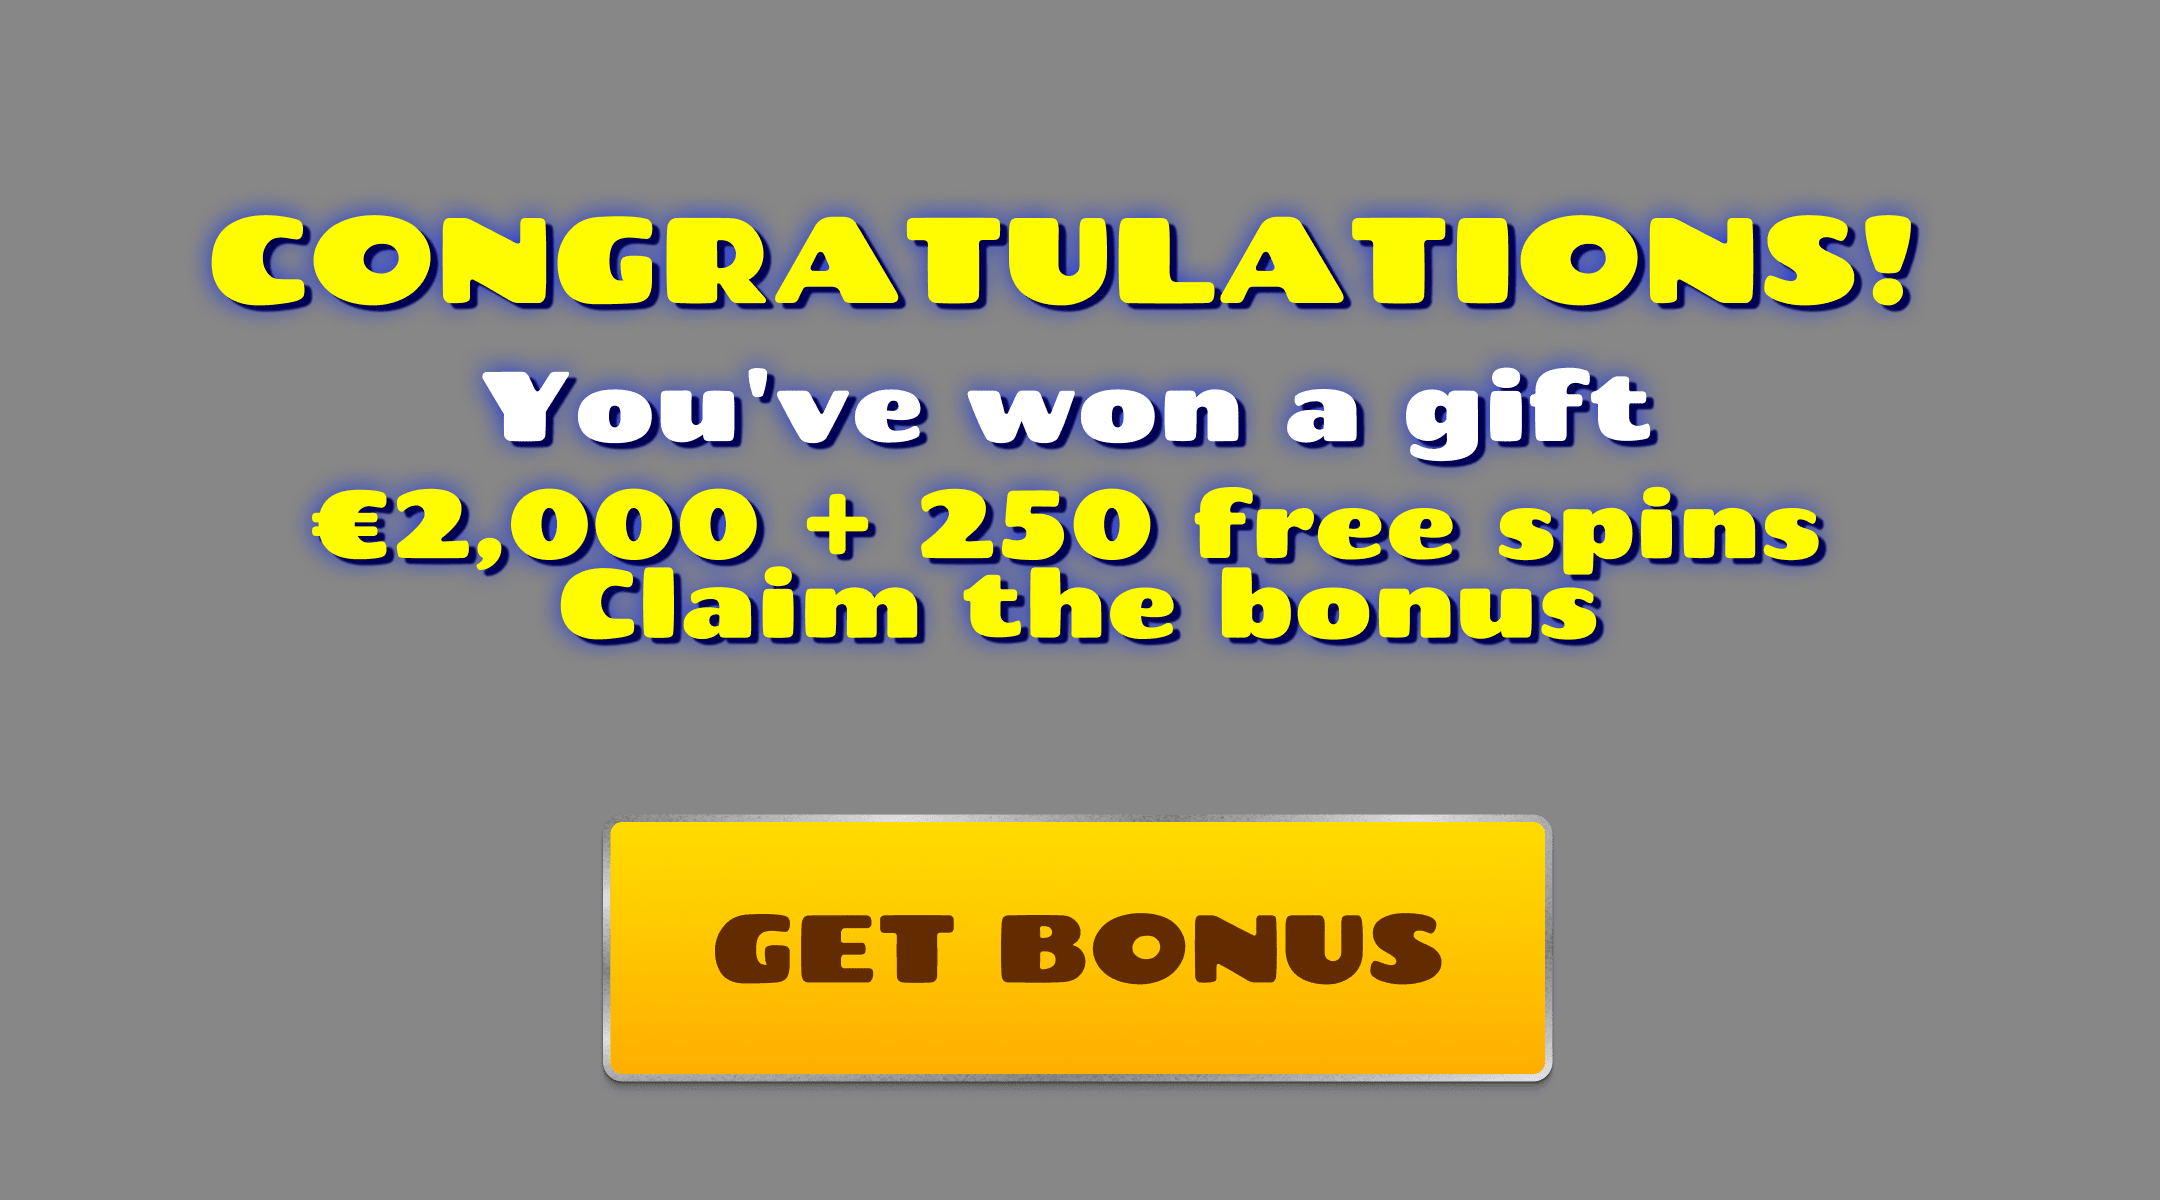 CONGRATULATIONS!
You've won a gift
€2,000 + 250 free spins
Claim the bonus
GET BONUS